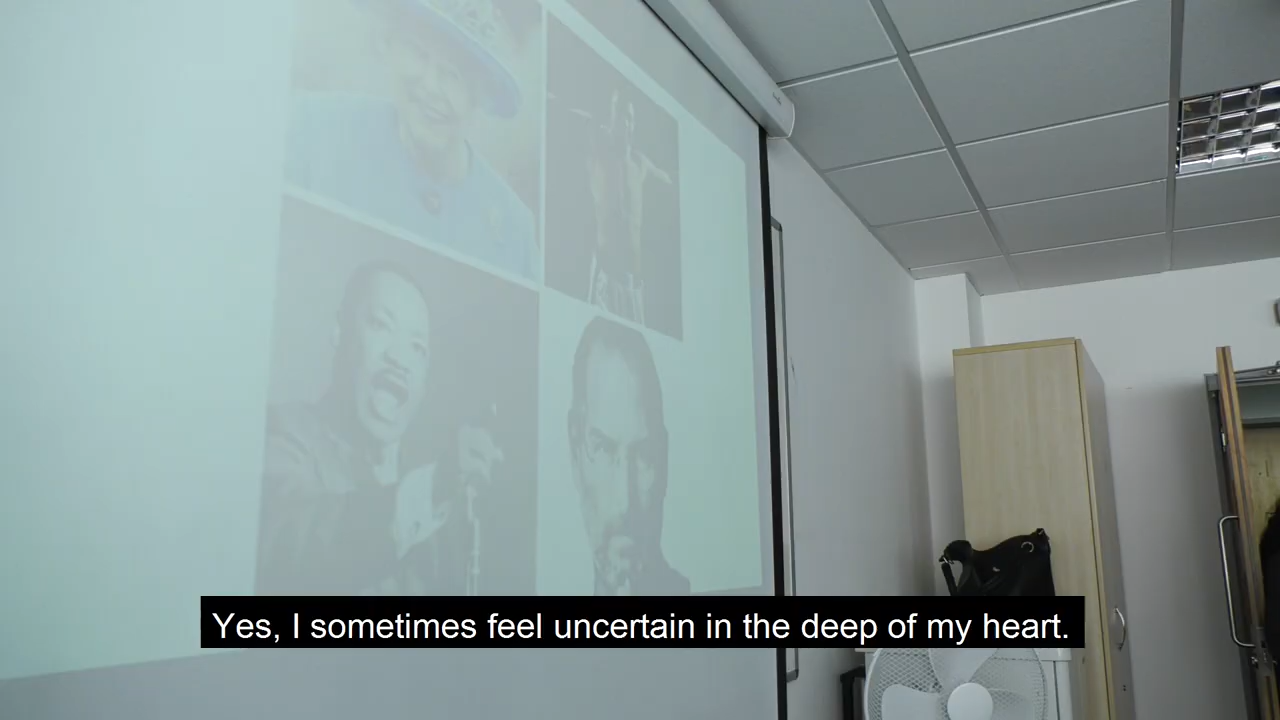 Yes, I sometimes feel uncertain in the deep of my heart.